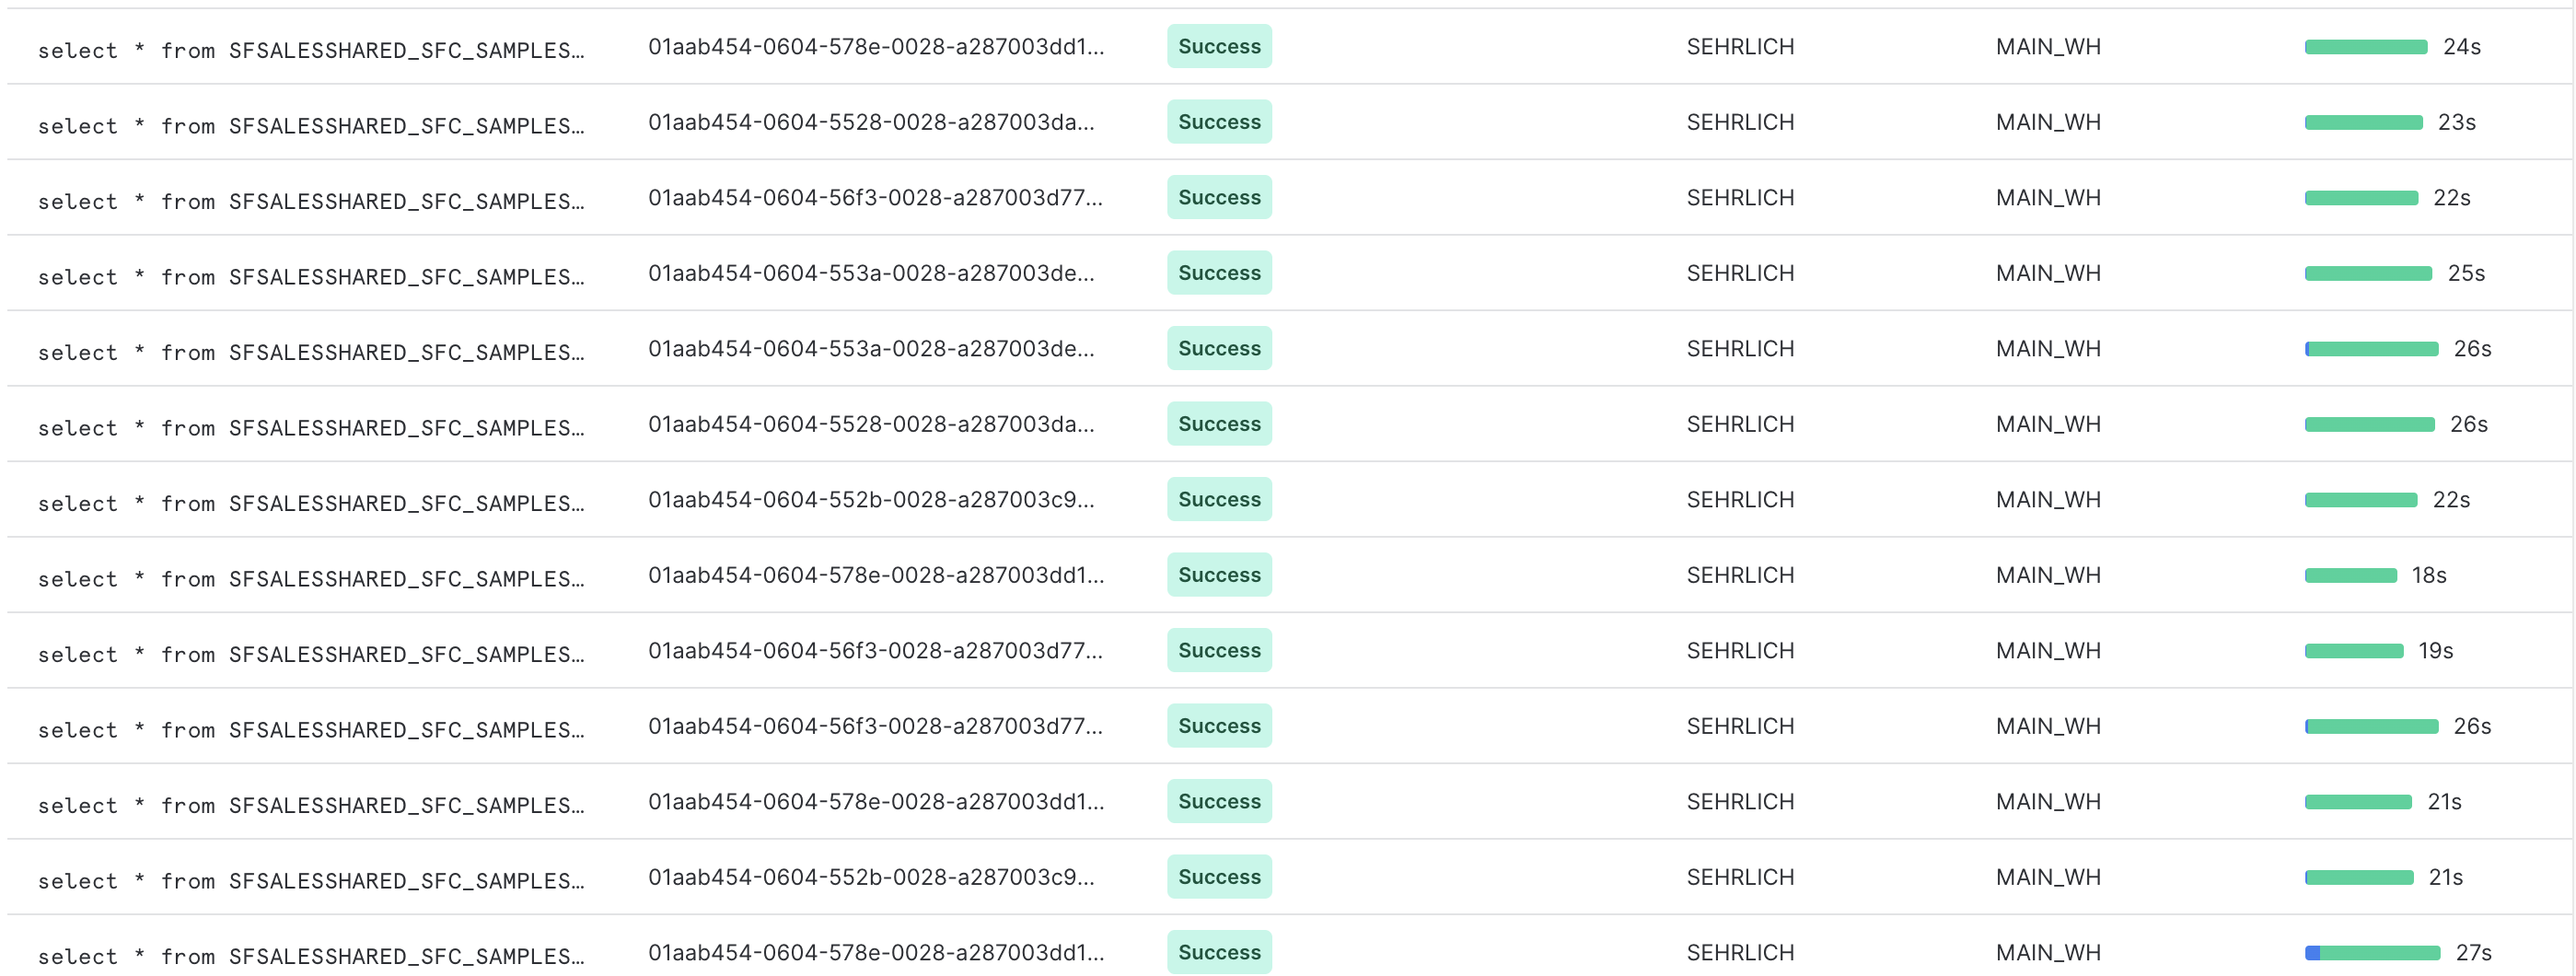 select * from SFSALESSHARED_SFC_SAMPLES… 01aab454-0604-578e-0028-a287003dd1... Success SEHRLICH MAIN_WH 24s
select * from SFSALESSHARED_SFC_SAMPLES… 01aab454-0604-5528-0028-a287003da... Success SEHRLICH MAIN_WH 23s
select * from SFSALESSHARED_SFC_SAMPLES… 01aab454-0604-56f3-0028-a287003d77... Success SEHRLICH MAIN_WH 22s
select * from SFSALESSHARED_SFC_SAMPLES… 01aab454-0604-553a-0028-a287003de... Success SEHRLICH MAIN_WH 25s
select * from SFSALESSHARED_SFC_SAMPLES… 01aab454-0604-553a-0028-a287003de... Success SEHRLICH MAIN_WH 26s
select * from SFSALESSHARED_SFC_SAMPLES… 01aab454-0604-5528-0028-a287003da... Success SEHRLICH MAIN_WH 26s
select * from SFSALESSHARED_SFC_SAMPLES… 01aab454-0604-552b-0028-a287003c9... Success SEHRLICH MAIN_WH 22s
select * from SFSALESSHARED_SFC_SAMPLES… 01aab454-0604-578e-0028-a287003dd1... Success SEHRLICH MAIN_WH 18s
select * from SFSALESSHARED_SFC_SAMPLES… 01aab454-0604-56f3-0028-a287003d77... Success SEHRLICH MAIN_WH 19s
select * from SFSALESSHARED_SFC_SAMPLES… 01aab454-0604-56f3-0028-a287003d77... Success SEHRLICH MAIN_WH 26s
select * from SFSALESSHARED_SFC_SAMPLES… 01aab454-0604-578e-0028-a287003dd1... Success SEHRLICH MAIN_WH 21s
select * from SFSALESSHARED_SFC_SAMPLES… 01aab454-0604-552b-0028-a287003c9... Success SEHRLICH MAIN_WH 21s
select * from SFSALESSHARED_SFC_SAMPLES… 01aab454-0604-578e-0028-a287003dd1... Success SEHRLICH MAIN_WH 27s